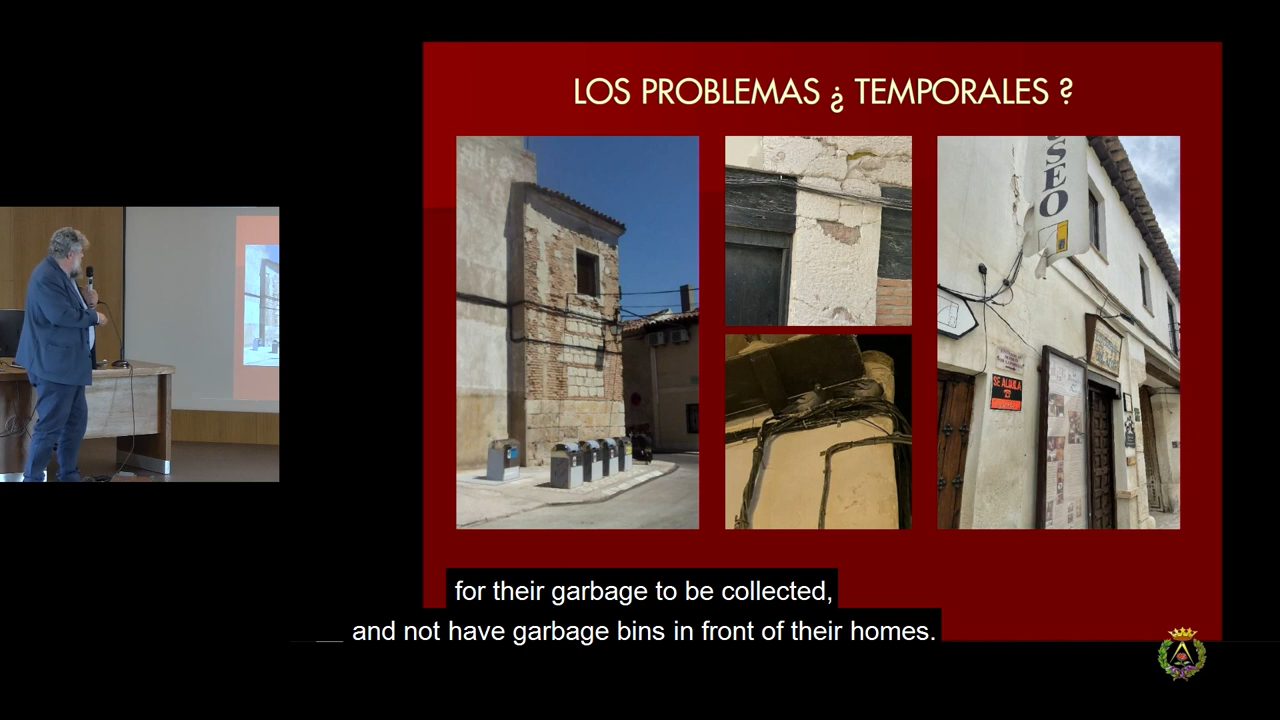 LOS PROBLEMAS ¿ TEMPORALES ?
SEO
SE ALQUILA
for their garbage to be collected,
and not have garbage bins in front of their homes.